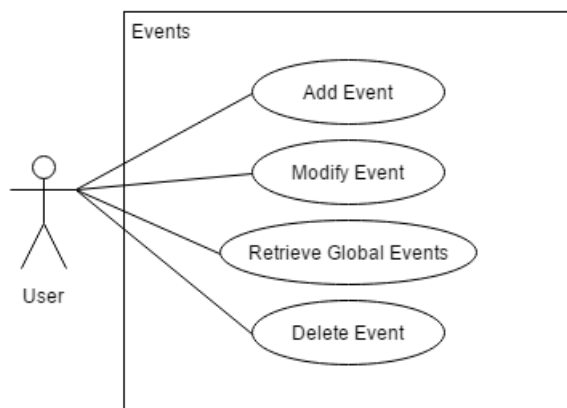 Events
Add Event
Modify Event
Retrieve Global Events
Delete Event
User